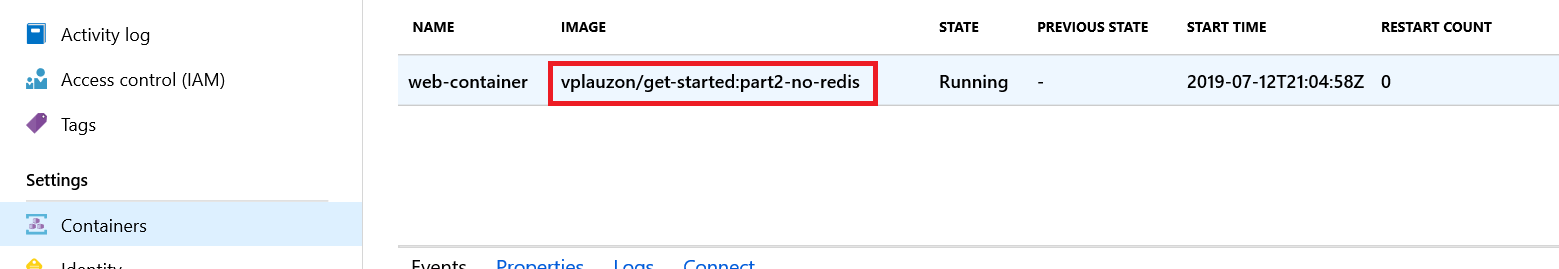 Activity log
Access control (IAM)
Tags
Settings
Containers
Identity
NAME IMAGE STATE PREVIOUS STATE START TIME RESTART COUNT
web-container vplauzon/get-started:part2-no-redis Running - 2019-07-12T21:04:58Z 0
Events Properties Logs Connect